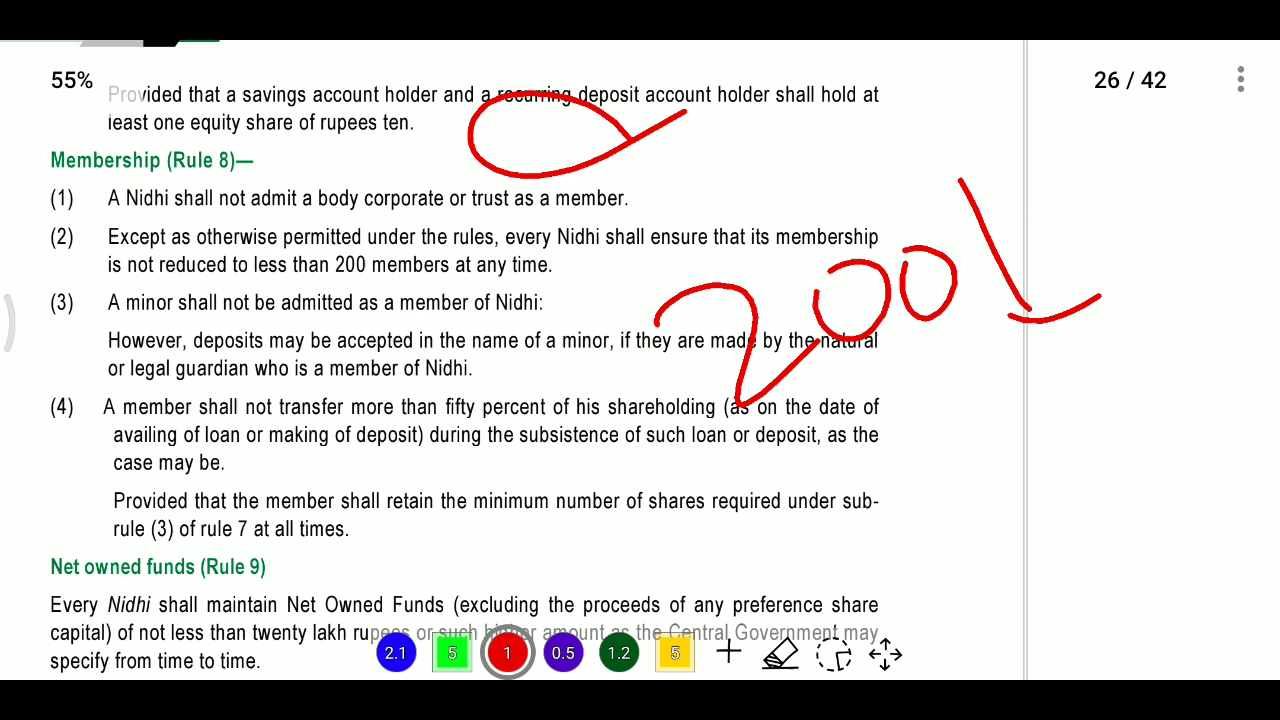 55%
26 / 42
Provided that a savings account holder and a recurring deposit account holder shall hold at
least one equity share of rupees ten.
Membership (Rule 8)—
(1) A Nidhi shall not admit a body corporate or trust as a member.
(2) Except as otherwise permitted under the rules, every Nidhi shall ensure that its membership
is not reduced to less than 200 members at any time.
(3) A minor shall not be admitted as a member of Nidhi:
200
However, deposits may be accepted in the name of a minor, if they are made by the natural
or legal guardian who is a member of Nidhi.
(4) A member shall not transfer more than fifty percent of his shareholding (as on the date of
availing of loan or making of deposit) during the subsistence of such loan or deposit, as the
case may be.
Provided that the member shall retain the minimum number of shares required under sub-
rule (3) of rule 7 at all times.
Net owned funds (Rule 9)
Every Nidhi shall maintain Net Owned Funds (excluding the proceeds of any preference share
capital) of not less than twenty lakh rupees or such higher amount as the Central Government may
specify from time to time.
2.1 5 1 0.5 1.2 5